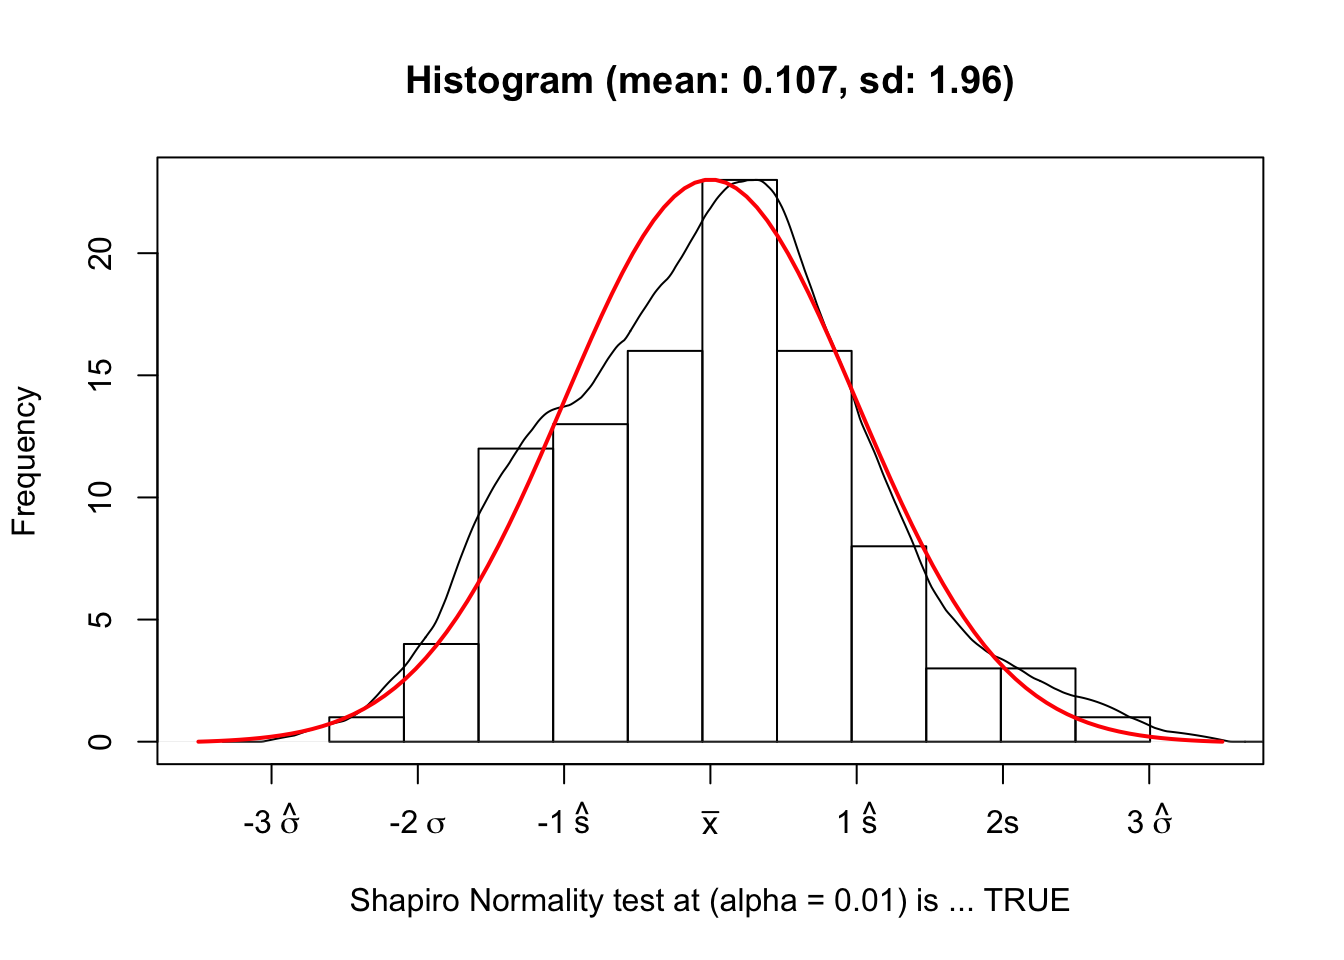 Histogram (mean: 0.107, sd: 1.96)
Frequency
20
15
10
5
0
-3 σ̂ -2 σ -1 ŝ x̅ 1 ŝ 2s 3 σ̂
Shapiro Normality test at (alpha = 0.01) is ... TRUE